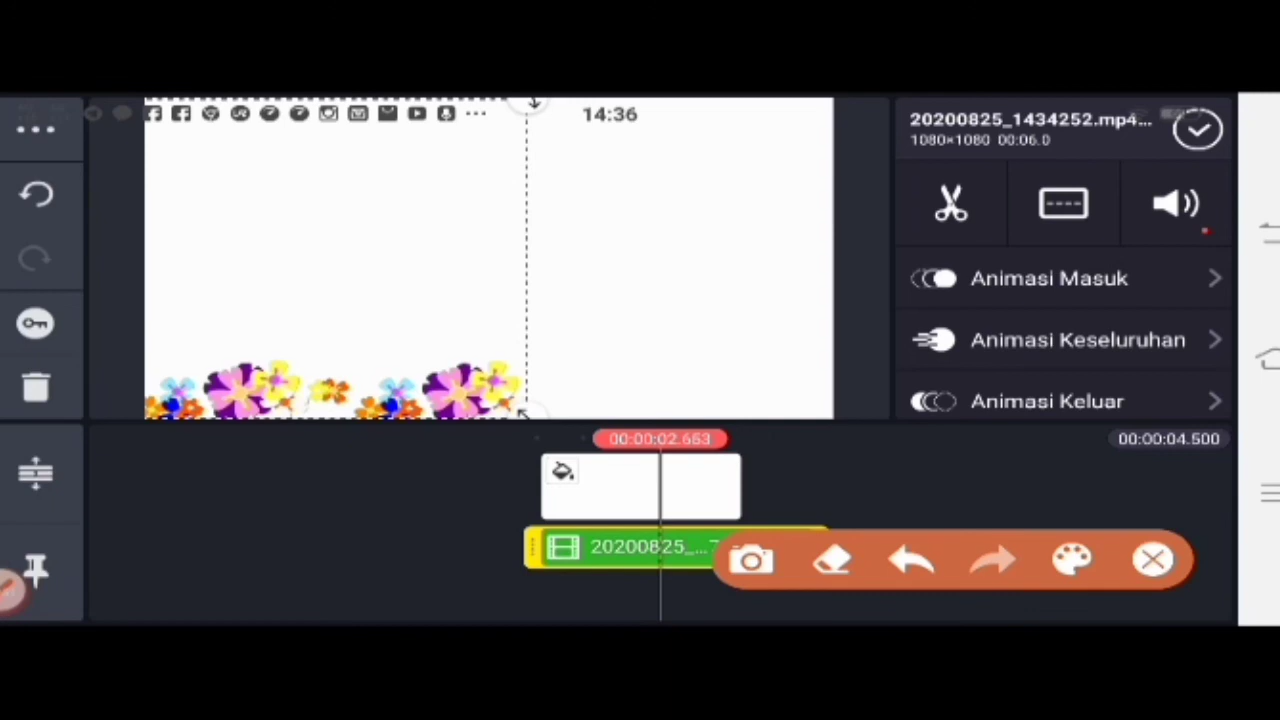 14:36
20200825_1434252.mp4...
1080×1080 00:06.0
Animasi Masuk
Animasi Keseluruhan
Animasi Keluar
00:00:02.663
00:00:04.500
20200825_...7